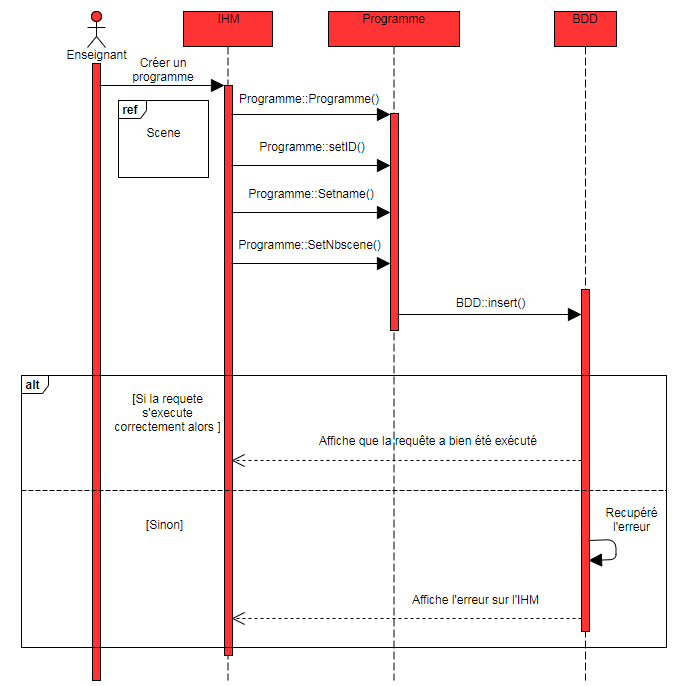 IHM
Programme
BDD
Enseignant
Créer un
programme
ref
Scene
Programme::Programme()
Programme::setID()
Programme::Setname()
Programme::SetNbscene()
BDD::insert()
alt
[Si la requete
s'execute
correctement alors ]
Affiche que la requête a bien été exécuté
[Sinon]
Recupéré
l'erreur
Affiche l'erreur sur l'IHM